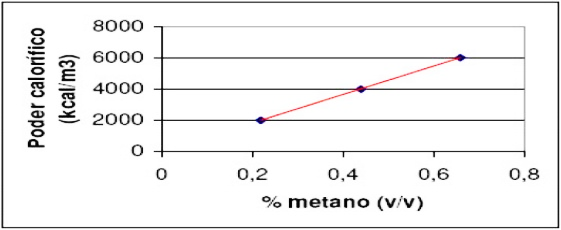 Poder calorífico
(kcal/m3)
8000
6000
4000
2000
0
0 0,2 0,4 0,6 0,8
% metano (v/v)